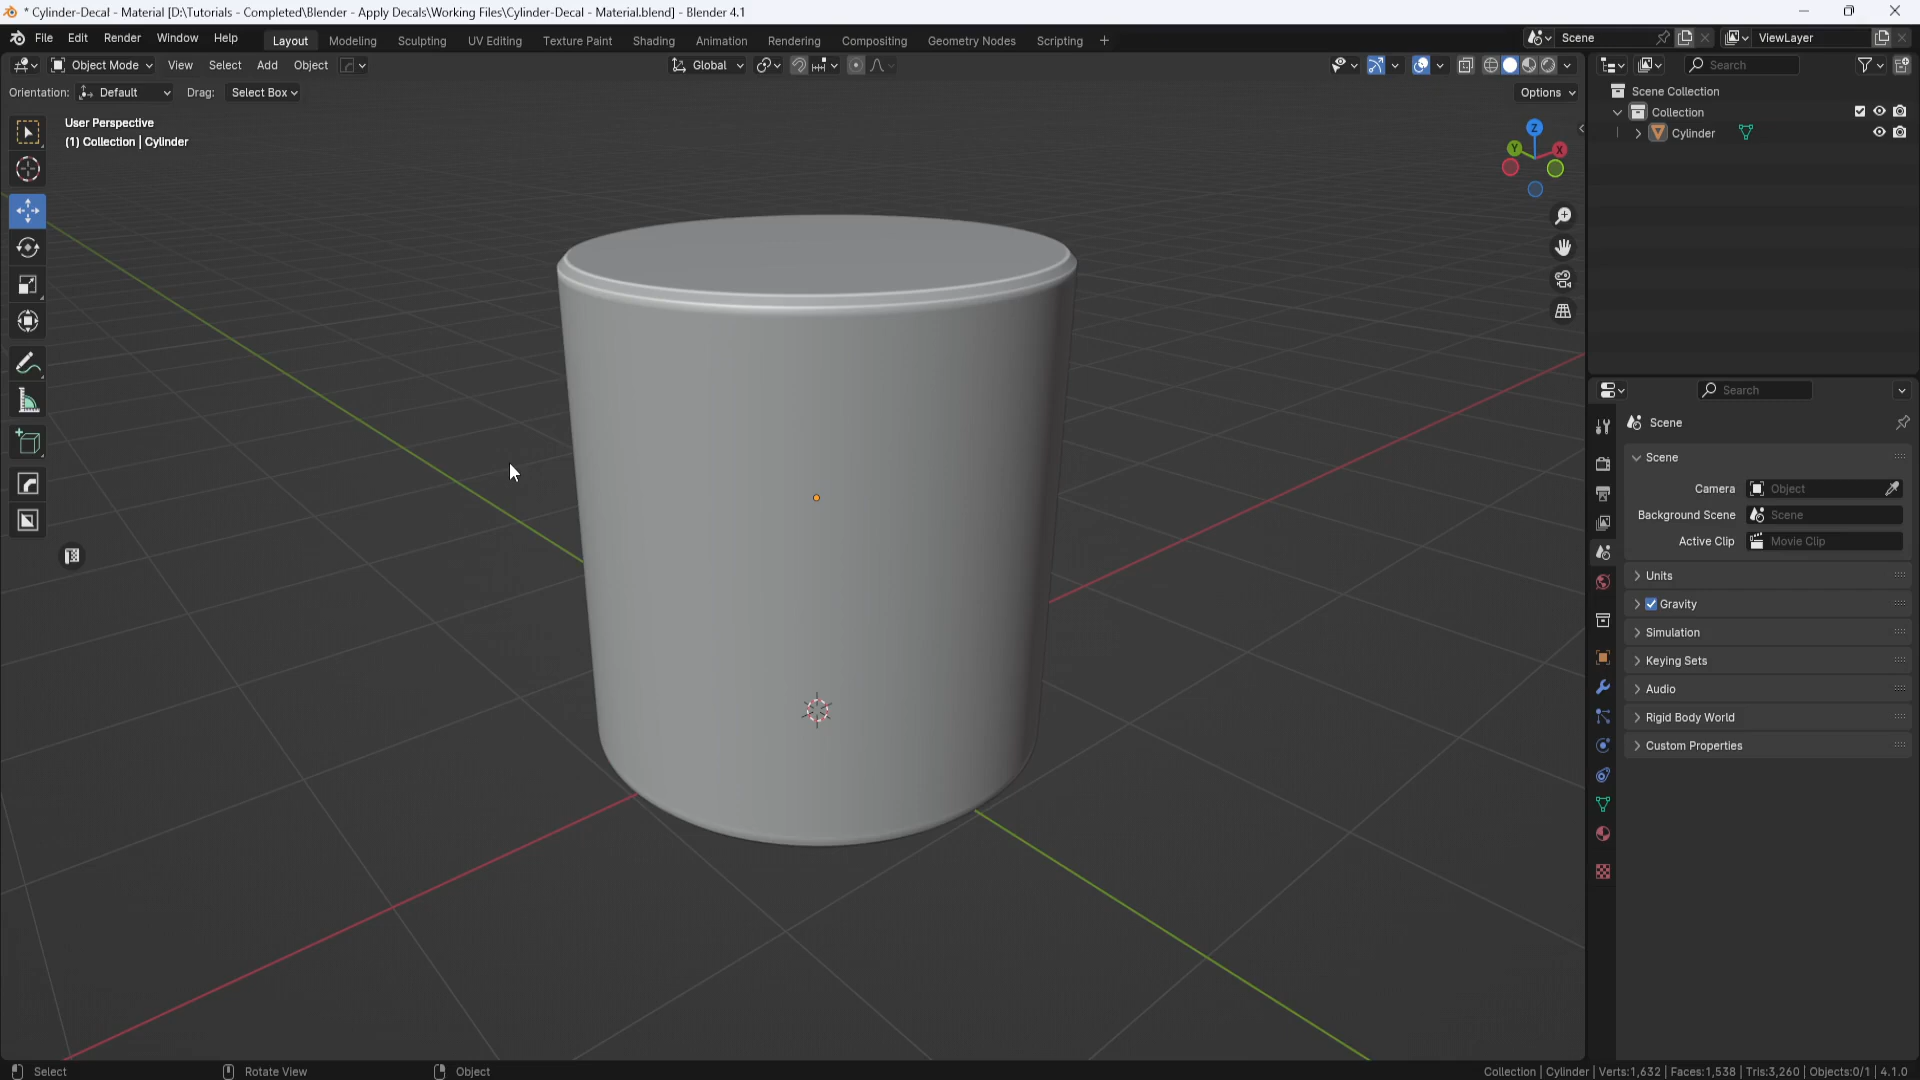 * Cylinder-Decal - Material [D:\Tutorials - Completed\Blender - Apply Decals\Working Files\Cylinder-Decal - Material.blend] - Blender 4.1
File Edit Render Window Help Layout Modeling Sculpting UV Editing Texture Paint Shading Animation Rendering Compositing Geometry Nodes Scripting + Scene ViewLayer
Object Mode View Select Add Object Global Search
Orientation: Default Drag: Select Box Options
Scene Collection
Collection
Cylinder
User Perspective
(1) Collection | Cylinder
Z
Y
X
Search
Scene
Scene
Camera Object
Background Scene Scene
Active Clip Movie Clip
Units
Gravity
Simulation
Keying Sets
Audio
Rigid Body World
Custom Properties
Select Rotate View Object Collection | Cylinder | Verts:1,632 | Faces:1,538 | Tris:3,260 | Objects:0/1 | 4.1.0